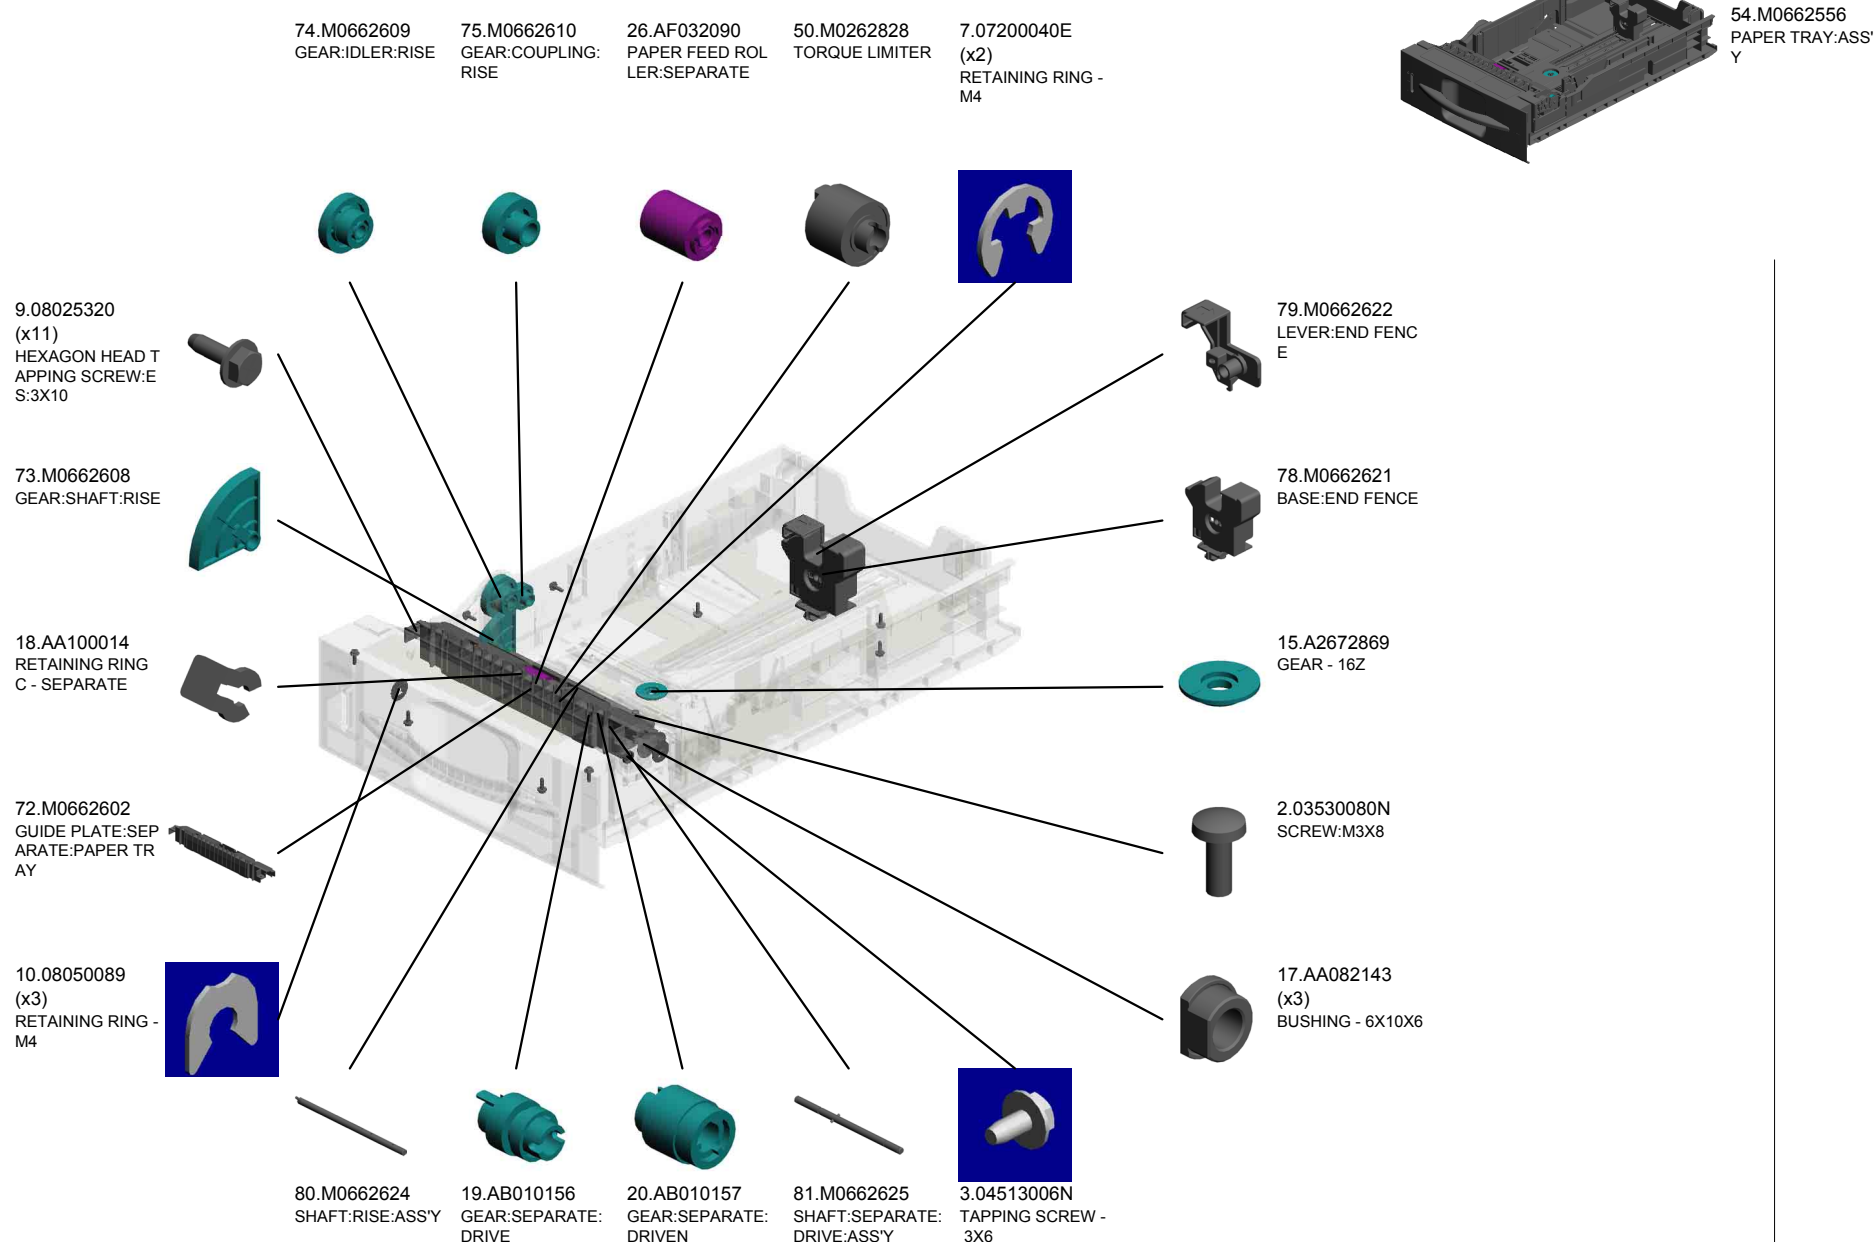 74.M0662609
GEAR:IDLER:RISE
75.M0662610
GEAR:COUPLING:
RISE
26.AF032090
PAPER FEED ROL
LER:SEPARATE
50.M0262828
TORQUE LIMITER
7.07200040E
(x2)
RETAINING RING -
M4
54.M0662556
PAPER TRAY:ASS'
Y
9.08025320
(x11)
HEXAGON HEAD T
APPING SCREW:E
S:3X10
79.M0662622
LEVER:END FENC
E
73.M0662608
GEAR:SHAFT:RISE
78.M0662621
BASE:END FENCE
18.AA100014
RETAINING RING
C - SEPARATE
15.A2672869
GEAR - 16Z
72.M0662602
GUIDE PLATE:SEP
ARATE:PAPER TR
AY
2.03530080N
SCREW:M3X8
10.08050089
(x3)
RETAINING RING -
M4
17.AA082143
(x3)
BUSHING - 6X10X6
80.M0662624
SHAFT:RISE:ASS'Y
19.AB010156
GEAR:SEPARATE:
DRIVE
20.AB010157
GEAR:SEPARATE:
DRIVEN
81.M0662625
SHAFT:SEPARATE:
DRIVE:ASS'Y
3.04513006N
TAPPING SCREW -
3X6